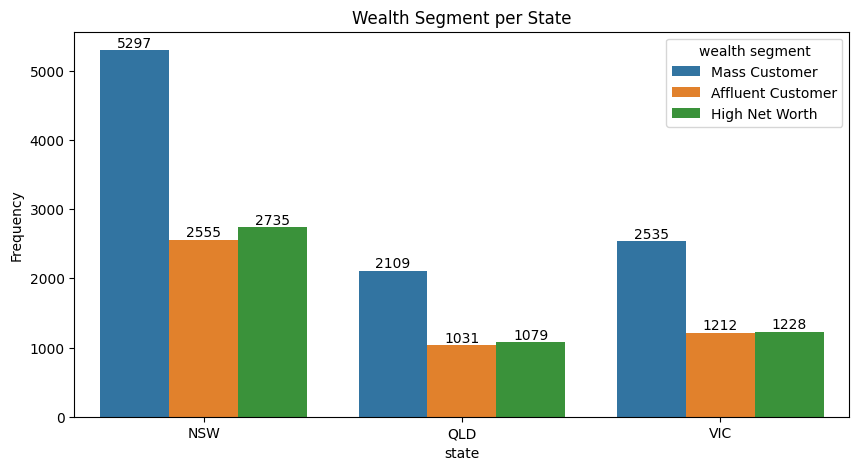 Wealth Segment per State
wealth segment
Mass Customer
Affluent Customer
High Net Worth
Frequency
5000
4000
3000
2000
1000
0
5297
2555
2735
2109
1031
1079
2535
1212
1228
NSW
QLD
VIC
state